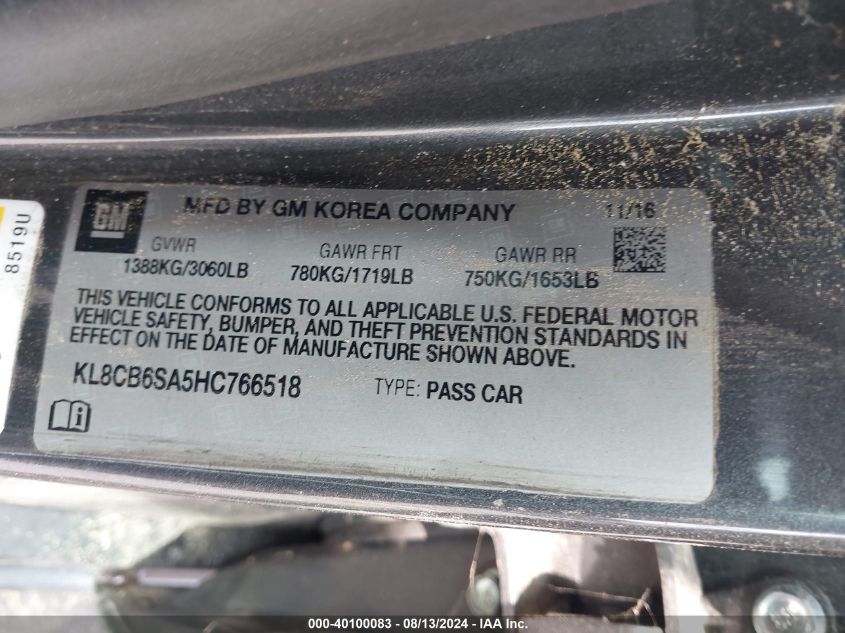 GM
MFD BY GM KOREA COMPANY
11/16
GVWR
1388KG/3060LB
GAWR FRT
780KG/1719LB
GAWR RR
750KG/1653LB
THIS VEHICLE CONFORMS TO ALL APPLICABLE U.S. FEDERAL MOTOR
VEHICLE SAFETY, BUMPER, AND THEFT PREVENTION STANDARDS IN
EFFECT ON THE DATE OF MANUFACTURE SHOWN ABOVE.
KL8CB6SA5HC766518
TYPE: PASS CAR
8519U
000-40100083 - 08/13/2024 - IAA Inc.